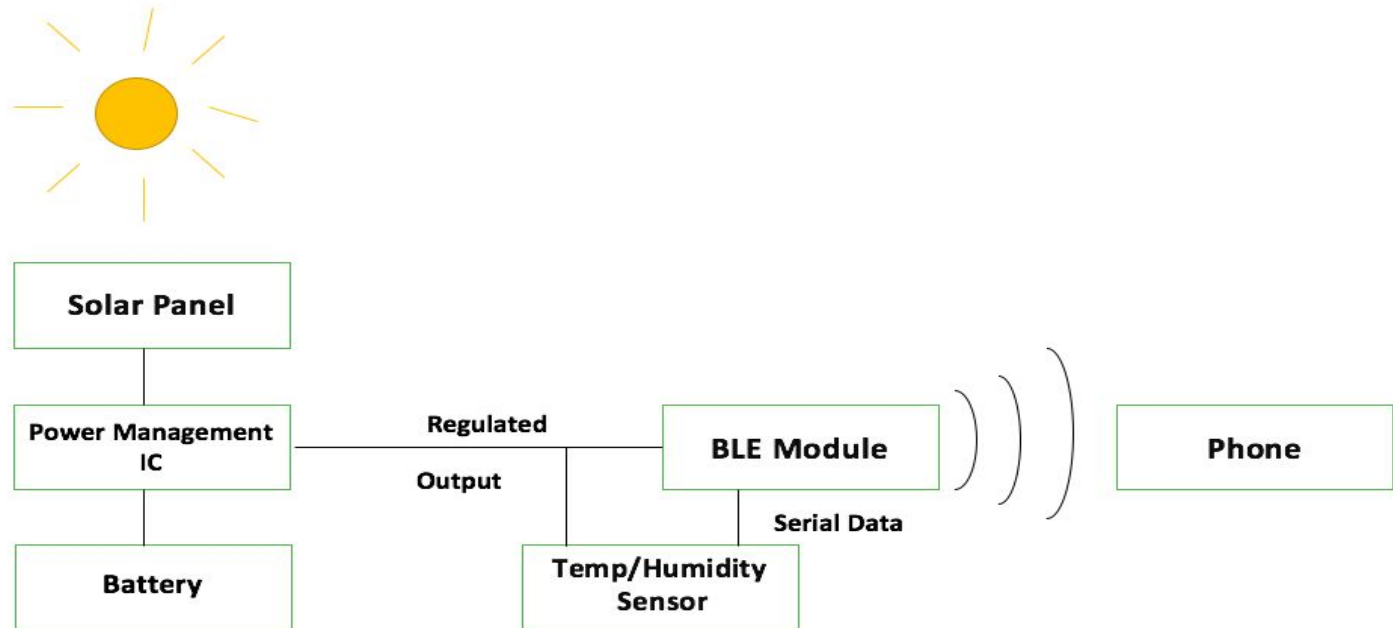 Solar Panel
Power Management
IC
Regulated
Output
BLE Module
Phone
Serial Data
Battery
Temp/Humidity
Sensor